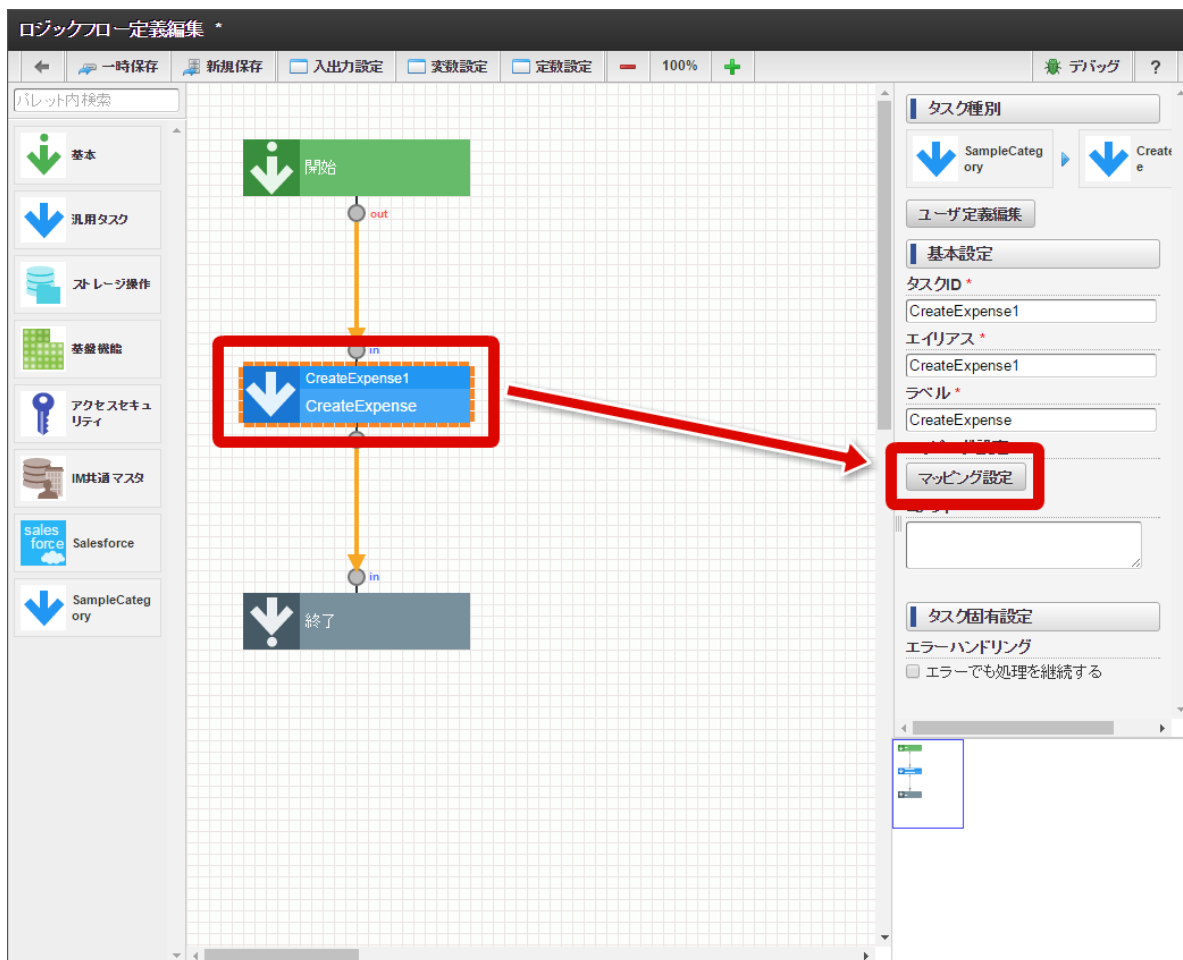 ロジックフロー定義編集 *
一時保存 新規保存 入出力設定 変数設定 定数設定 100% デバッグ ?
パレット内検索
基本
汎用タスク
ストレージ操作
基盤機能
アクセスセキュ
リティ
IM共通マスタ
sales
force
Salesforce
SampleCateg
ory
開始
out
in
CreateExpense1
CreateExpense
in
終了
タスク種別
SampleCateg
ory
Create
e
ユーザ定義編集
基本設定
タスクID *
CreateExpense1
エイリアス *
CreateExpense1
ラベル *
CreateExpense
マッピング設定
タスク固有設定
エラーハンドリング
エラーでも処理を継続する